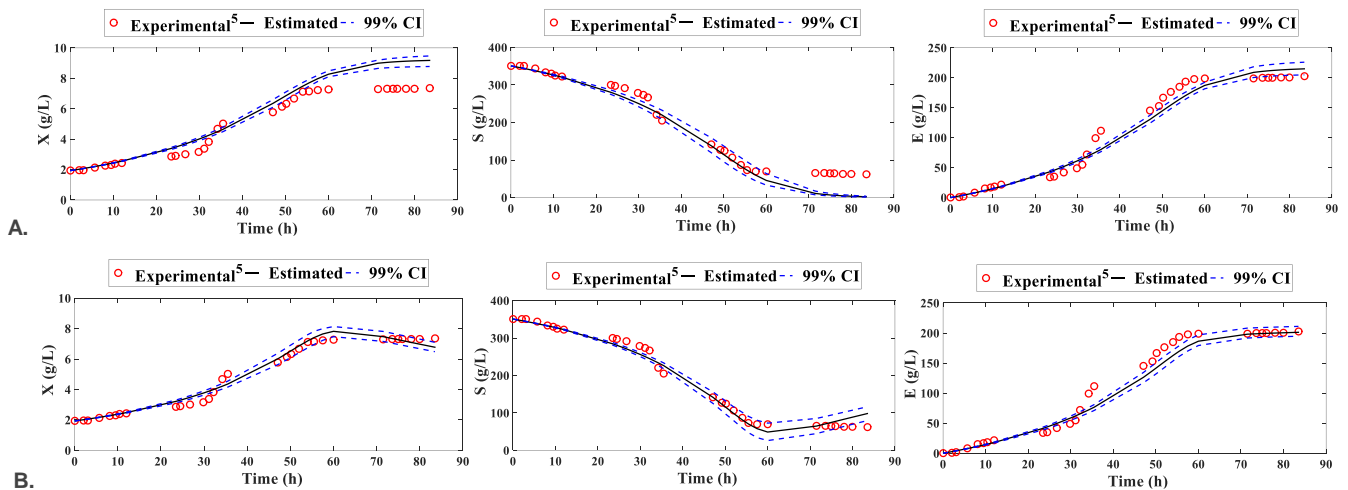 Experimental⁵ Estimated 99% CI
Experimental⁵ Estimated 99% CI
Experimental⁵ Estimated 99% CI
10
8
6
4
2
0
X (g/L)
0 10 20 30 40 50 60 70 80 90
Time (h)
400
300
200
100
0
S (g/L)
0 10 20 30 40 50 60 70 80 90
Time (h)
250
200
150
100
50
0
E (g/L)
0 10 20 30 40 50 60 70 80 90
Time (h)
A.
Experimental⁵ Estimated 99% CI
Experimental⁵ Estimated 99% CI
Experimental⁵ Estimated 99% CI
10
8
6
4
2
0
X (g/L)
0 10 20 30 40 50 60 70 80 90
Time (h)
400
300
200
100
0
S (g/L)
0 10 20 30 40 50 60 70 80 90
Time (h)
250
200
150
100
50
0
E (g/L)
0 10 20 30 40 50 60 70 80 90
Time (h)
B.